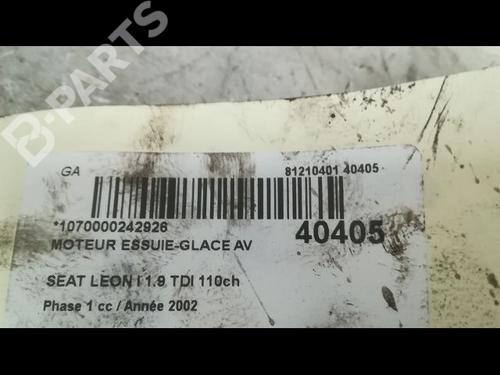 B-PARTS
GA 81210401 40405
*1070000242926
MOTEUR ESSUIE-GLACE AV 40405
SEAT LEON I 1.9 TDI 110ch
Phase 1 cc / Année 2002